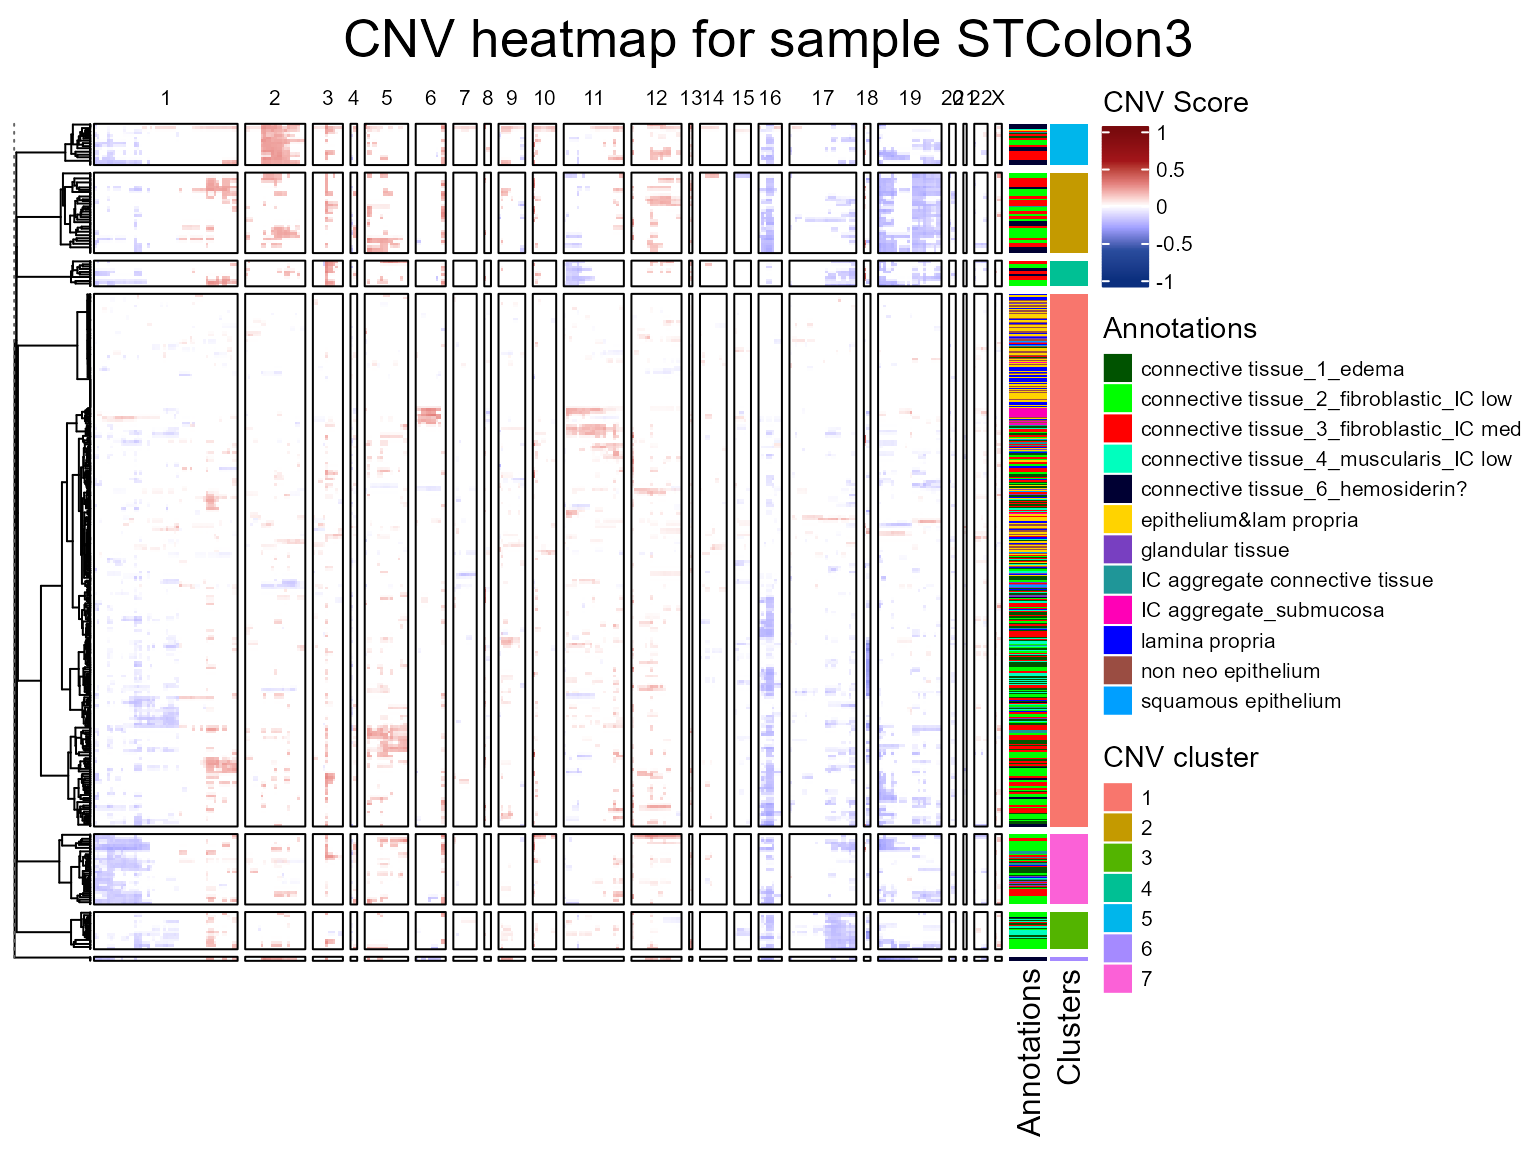 CNV heatmap for sample STColon3
1 2 3 4 5 6 7 8 9 10 11 12 13 14 15 16 17 18 19 20 21 22 X
CNV Score
1
0.5
0
-0.5
-1
Annotations
connective tissue_1_edema
connective tissue_2_fibroblastic_IC low
connective tissue_3_fibroblastic_IC med
connective tissue_4_muscularis_IC low
connective tissue_6_hemosiderin?
epithelium&lam propria
glandular tissue
IC aggregate connective tissue
IC aggregate_submucosa
lamina propria
non neo epithelium
squamous epithelium
CNV cluster
1
2
3
4
5
6
7
Annotations
Clusters